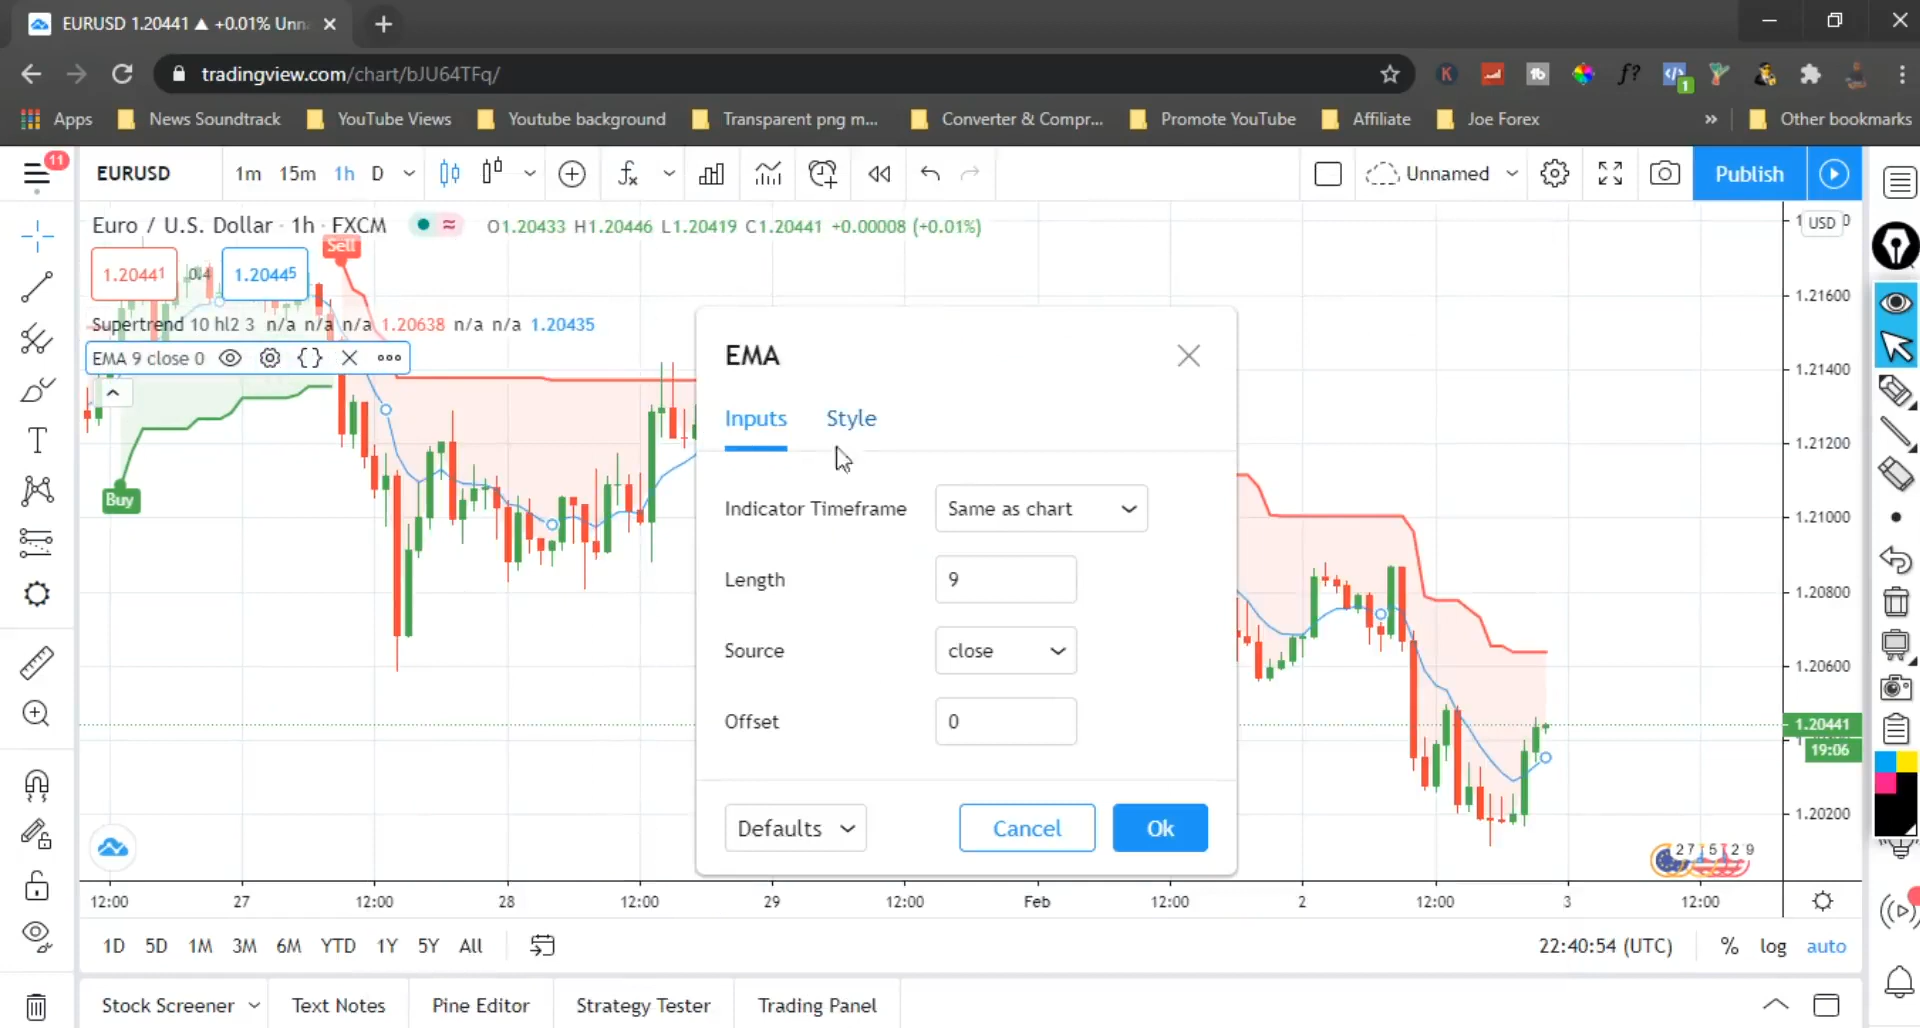 EURUSD 1.20441 ▲ +0.01% Unn
tradingview.com/chart/bJU64TFq/
K
tb
f?
1
Apps
News Soundtrack
YouTube Views
Youtube background
Transparent png m...
Converter & Compr...
Promote YouTube
Affiliate
Joe Forex
»
Other bookmarks
11
EURUSD
1m 15m 1h D
Unnamed
Publish
Euro / U.S. Dollar · 1h · FXCM
O1.20433 H1.20446 L1.20419 C1.20441 +0.00008 (+0.01%)
USD
Sell
1.20441
0.4
1.20445
1.21600
Supertrend 10 hl2 3 n/a n/a n/a 1.20638 n/a n/a 1.20435
EMA 9 close 0
EMA
1.21400
Inputs
Style
1.21200
Buy
Indicator Timeframe
Same as chart
1.21000
Length
9
1.20800
Source
close
1.20600
Offset
0
1.20441
19:06
1.20200
Defaults
Cancel
Ok
12:00 27 12:00 28 12:00 29 12:00 Feb 12:00 2 12:00 3 12:00
1D 5D 1M 3M 6M YTD 1Y 5Y All
22:40:54 (UTC)
% log auto
Stock Screener
Text Notes
Pine Editor
Strategy Tester
Trading Panel